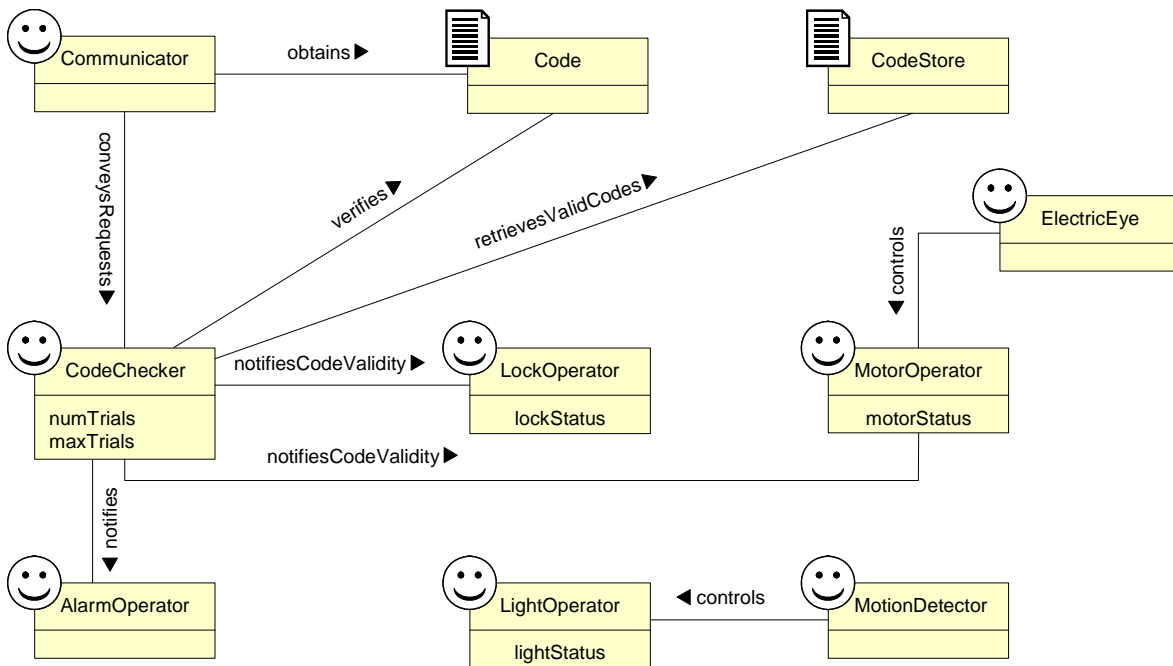 Communicator
obtains
Code
CodeStore
conveysRequests
verifies
retrievesValidCodes
ElectricEye
controls
CodeChecker
numTrials
maxTrials
notifiesCodeValidity
LockOperator
lockStatus
MotorOperator
motorStatus
notifiesCodeValidity
notifies
AlarmOperator
LightOperator
lightStatus
controls
MotionDetector